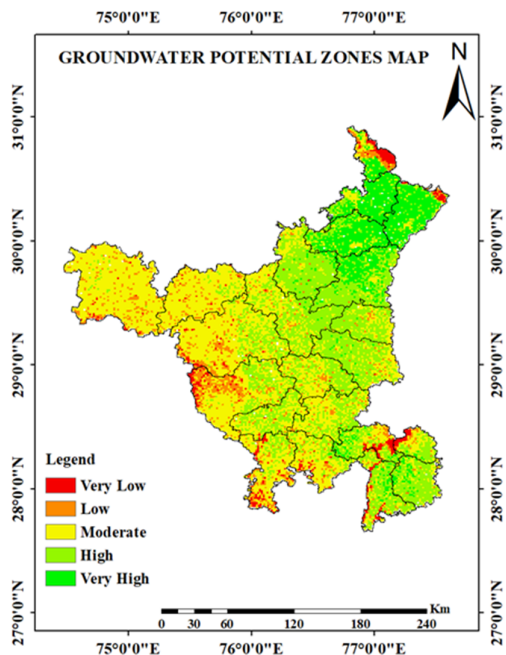 75°0'0"E 76°0'0"E 77°0'0"E
GROUNDWATER POTENTIAL ZONES MAP
N
31°0'0"N 31°0'0"N
30°0'0"N 30°0'0"N
29°0'0"N 29°0'0"N
28°0'0"N 28°0'0"N
27°0'0"N 27°0'0"N
Legend
Very Low
Low
Moderate
High
Very High
Km
0 30 60 120 180 240
75°0'0"E 76°0'0"E 77°0'0"E